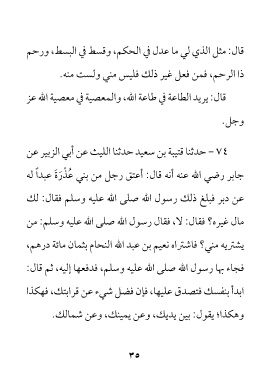 قال: مثل الذي لي ما عدل في الحكم، وقسط في البسط، ورحم
ذا الرحم، فمن فعل غير ذلك فليس مني ولست منه.
قال: يريد الطاعة في طاعة الله، والمعصية في معصية الله عز
وجل.
٧٤ – حدثنا قتيبة بن سعيد حدثنا الليث عن أبي الزبير عن
جابر رضي الله عنه أنه قال: أعتق رجل من بني عُذْرَةَ عبداً له
عن دبر فبلغ ذلك رسول الله صلى الله عليه وسلم فقال: لك
مال غيره؟ فقال: لا، فقال رسول الله صلى الله عليه وسلم: من
يشتريه مني؟ فاشتراه نعيم بن عبد الله النحام بثمان مائة درهم،
فجاء بها رسول الله صلى الله عليه وسلم، فدفعها إليه، ثم قال:
ابدأ بنفسك فتصدق عليها، فإن فضل شيء عن قرابتك، فهكذا
وهكذا؛ يقول: بين يديك، وعن يمينك، وعن شمالك.
٣٥